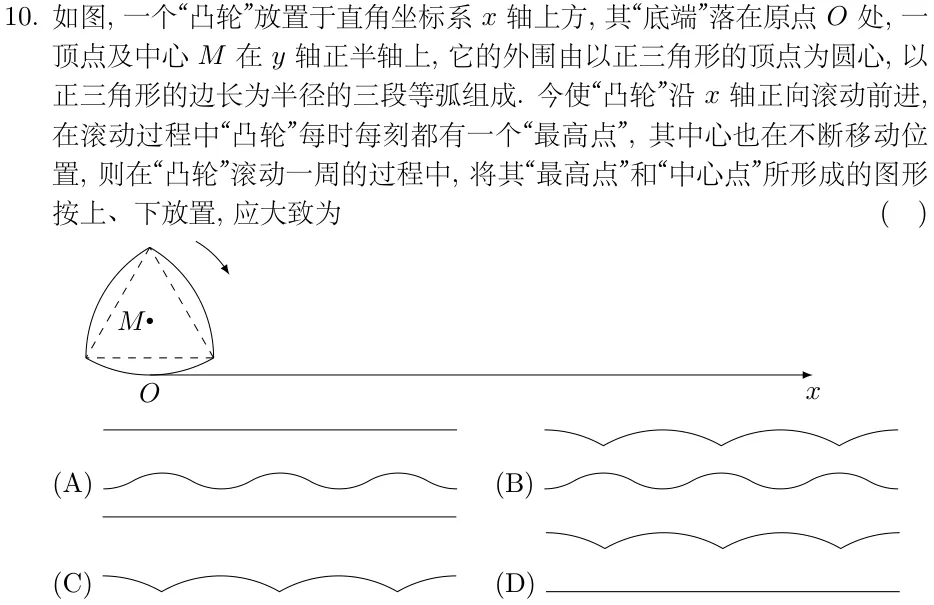 10. 如图, 一个“凸轮”放置于直角坐标系 x 轴上方, 其“底端”落在原点 O 处, 一
顶点及中心 M 在 y 轴正半轴上, 它的外围由以正三角形的顶点为圆心, 以
正三角形的边长为半径的三段等弧组成. 今使“凸轮”沿 x 轴正向滚动前进,
在滚动过程中“凸轮”每时每刻都有一个“最高点”, 其中心也在不断移动位
置, 则在“凸轮”滚动一周的过程中, 将其“最高点”和“中心点”所形成的图形
按上、下放置, 应大致为 ( )
M
O
x
(A)
(B)
(C)
(D)